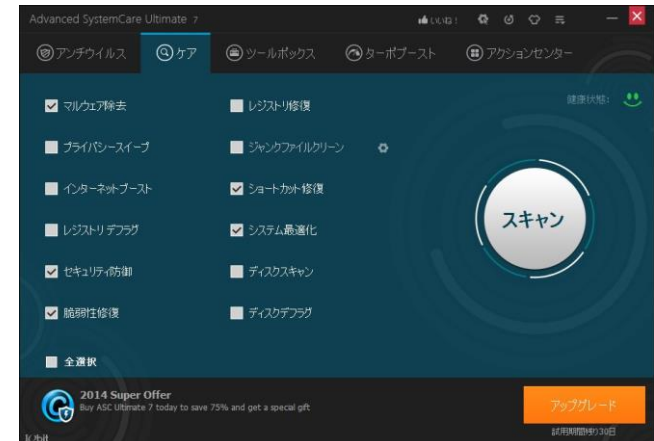 Advanced SystemCare Ultimate 7
いいね!
アンチウイルス
ケア
ツールボックス
ターボブースト
アクションセンター
健康状態:
マルウェア除去
レジストリ修復
プライバシースイープ
ジャンクファイルクリーン
インターネットブースト
ショートカット修復
レジストリ デフラグ
システム最適化
セキュリティ防御
ディスクスキャン
脆弱性修復
ディスクデフラグ
全選択
スキャン
2014 Super Offer
Buy ASC Ultimate 7 today to save 75% and get a special gift
アップグレード
試用期間残り30日